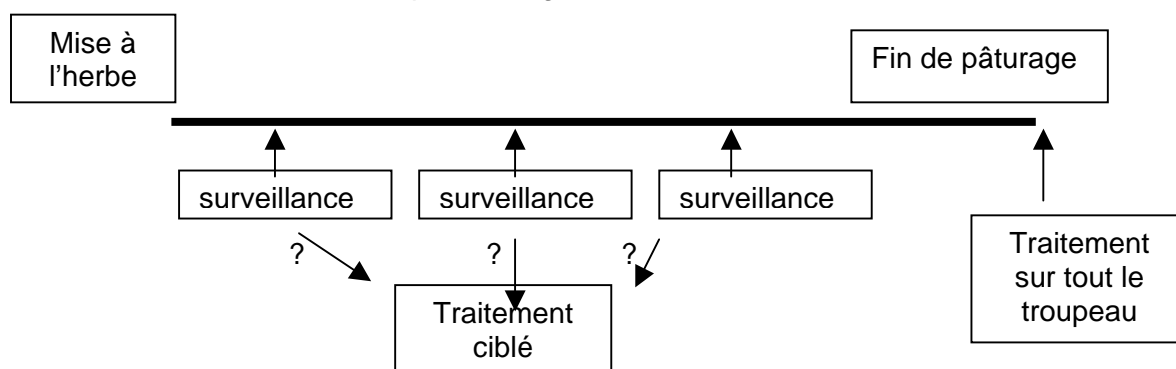 Mise à
l'herbe
Fin de pâturage
surveillance
surveillance
surveillance
?
?
?
Traitement
ciblé
Traitement
sur tout le
troupeau